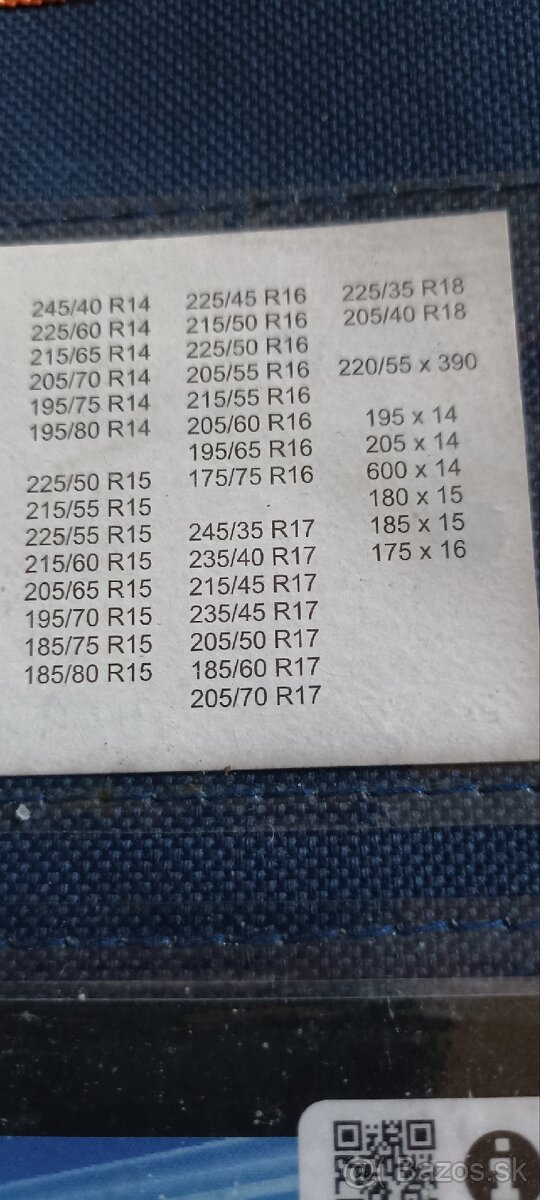 245/40 R14
225/60 R14
215/65 R14
205/70 R14
195/75 R14
195/80 R14
225/50 R15
215/55 R15
225/55 R15
215/60 R15
205/65 R15
195/70 R15
185/75 R15
185/80 R15
225/45 R16
215/50 R16
225/50 R16
205/55 R16
215/55 R16
205/60 R16
195/65 R16
175/75 R16
245/35 R17
235/40 R17
215/45 R17
235/45 R17
205/50 R17
185/60 R17
205/70 R17
225/35 R18
205/40 R18
220/55 x 390
195 x 14
205 x 14
600 x 14
180 x 15
185 x 15
175 x 16
Bazos.sk